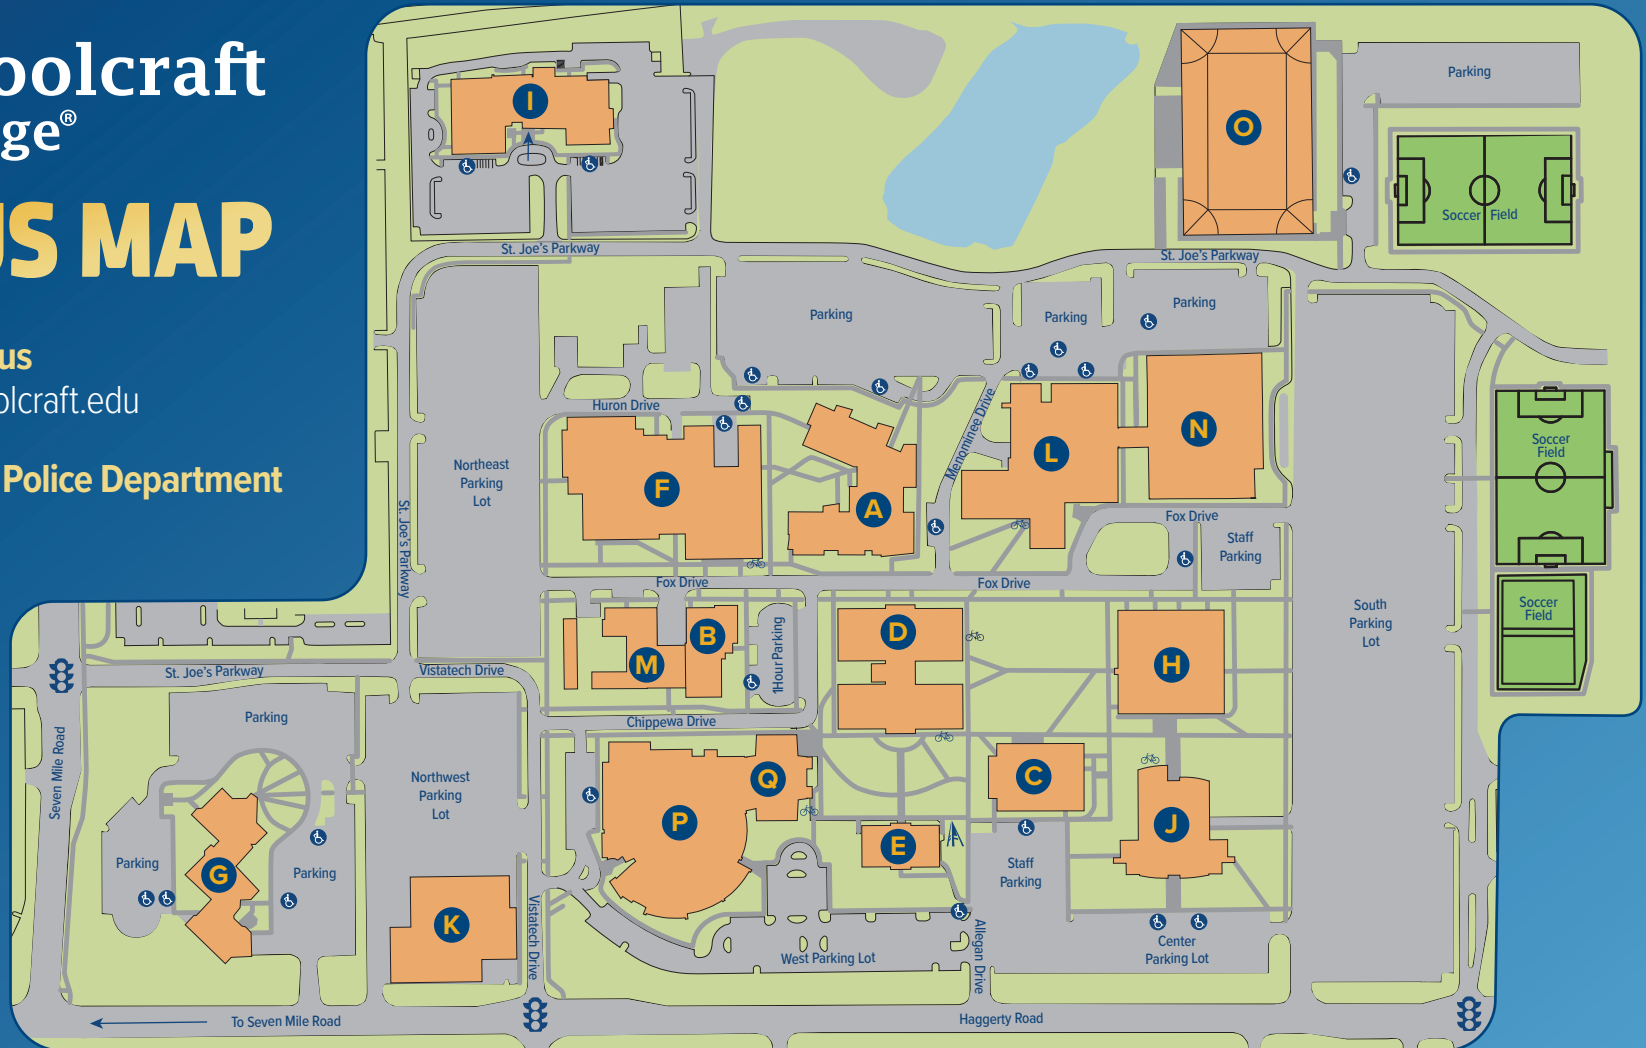 oolcraft
ge®
US MAP
us
olcraft.edu
Police Department
I
O
Parking
Soccer Field
St. Joe's Parkway
St. Joe's Parkway
Parking
Parking
Parking
Huron Drive
Menominee Drive
N
L
F
A
Northeast
Parking
Lot
St. Joe's Parkway
Soccer
Field
Fox Drive
Staff
Parking
Fox Drive
Fox Drive
Soccer
Field
South
Parking
Lot
B
M
1Hour Parking
D
H
St. Joe's Parkway
Vistatech Drive
Parking
Chippewa Drive
Seven Mile Road
Northwest
Parking
Lot
Q
P
C
J
E
Parking
G
Parking
Staff
Parking
K
Vistatech Drive
West Parking Lot
Allegan Drive
Center
Parking Lot
To Seven Mile Road
Haggerty Road